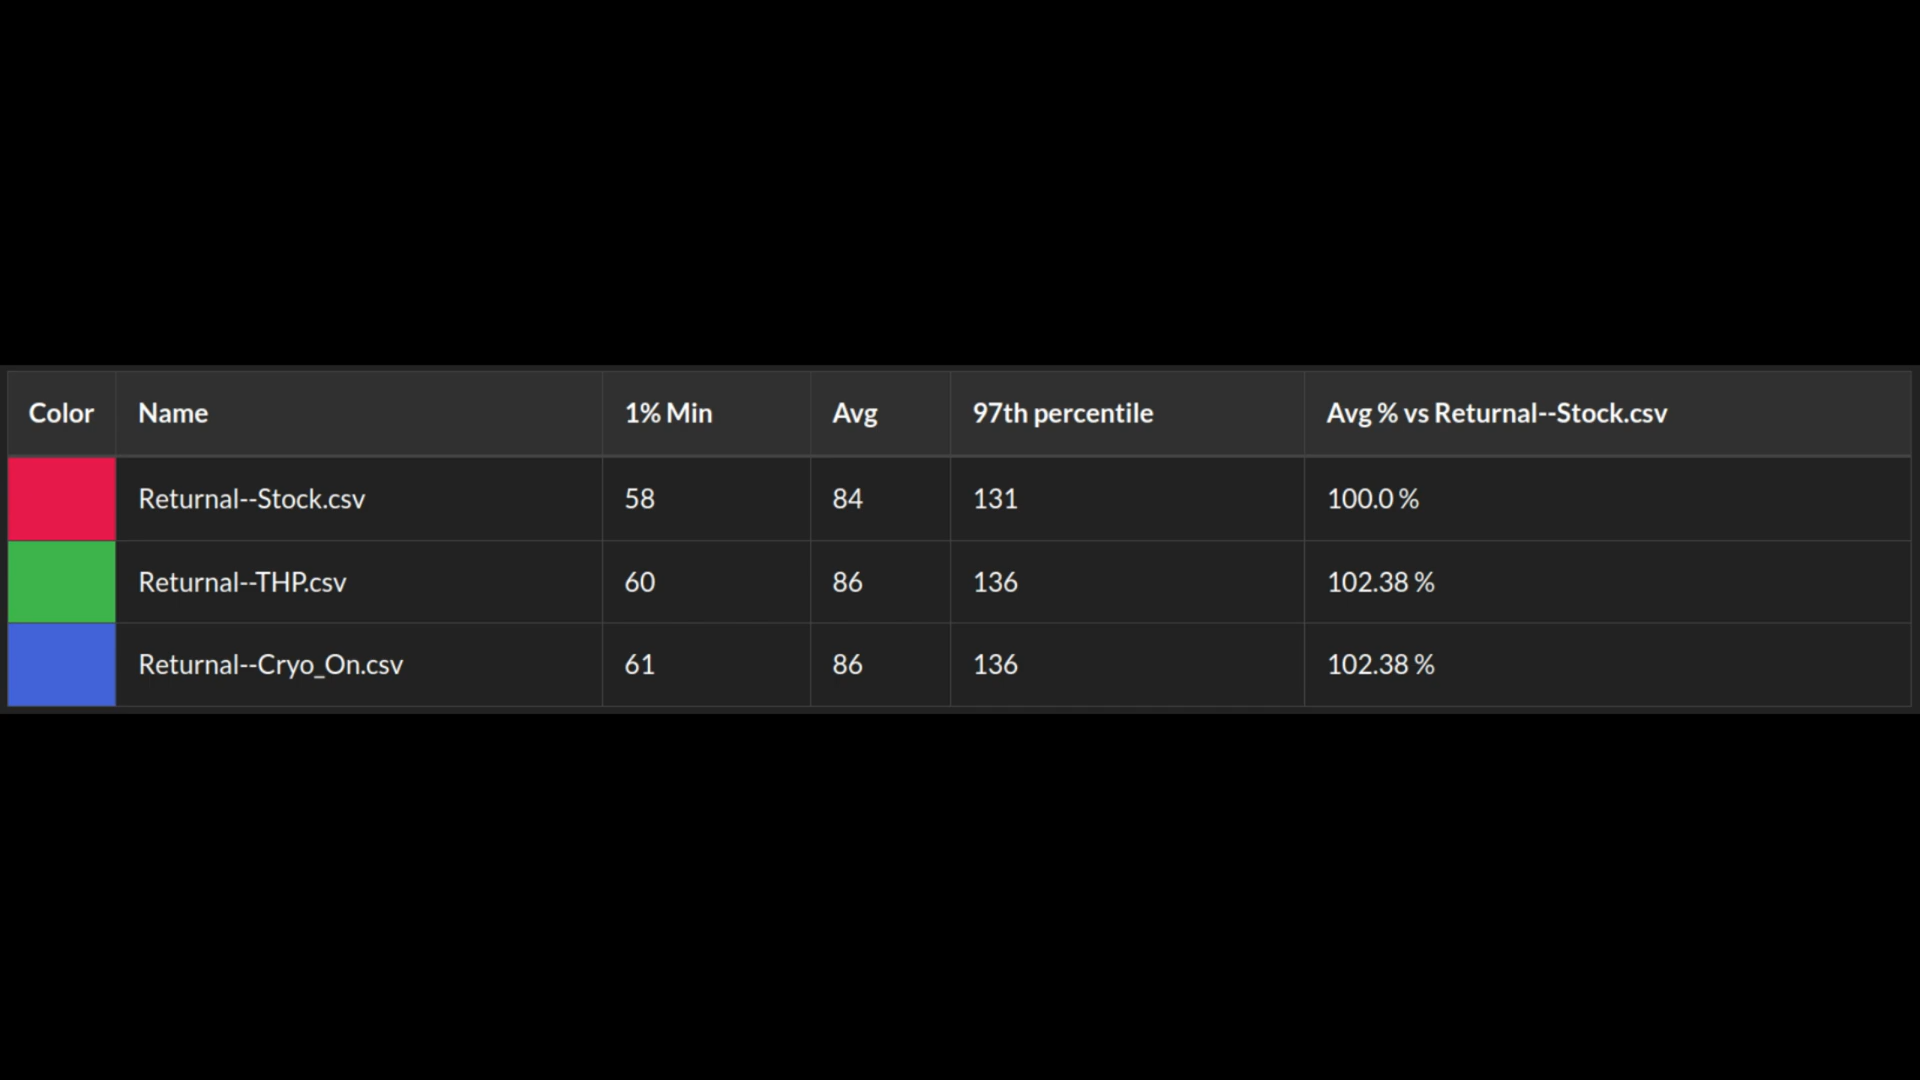 Color Name 1% Min Avg 97th percentile Avg % vs Returnal--Stock.csv
Returnal--Stock.csv 58 84 131 100.0 %
Returnal--THP.csv 60 86 136 102.38 %
Returnal--Cryo_On.csv 61 86 136 102.38 %